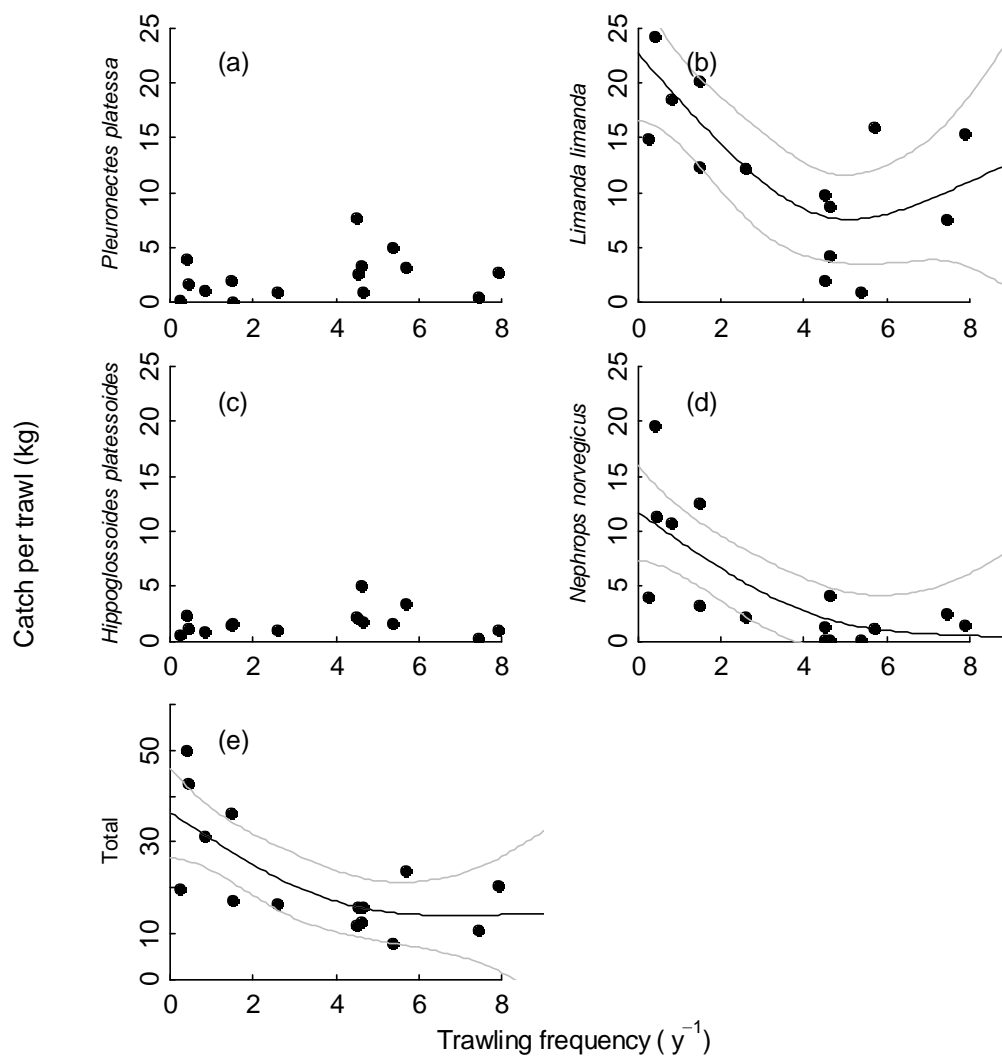 Catch per trawl (kg)
Pleuronectes platessa
(a)
25
20
15
10
5
0
0 2 4 6 8
Limanda limanda
(b)
25
20
15
10
5
0
0 2 4 6 8
Hippoglossoides platessoides
(c)
25
20
15
10
5
0
0 2 4 6 8
Nephrops norvegicus
(d)
25
20
15
10
5
0
0 2 4 6 8
Total
(e)
50
30
10
0
0 2 4 6 8
Trawling frequency ( y⁻¹)